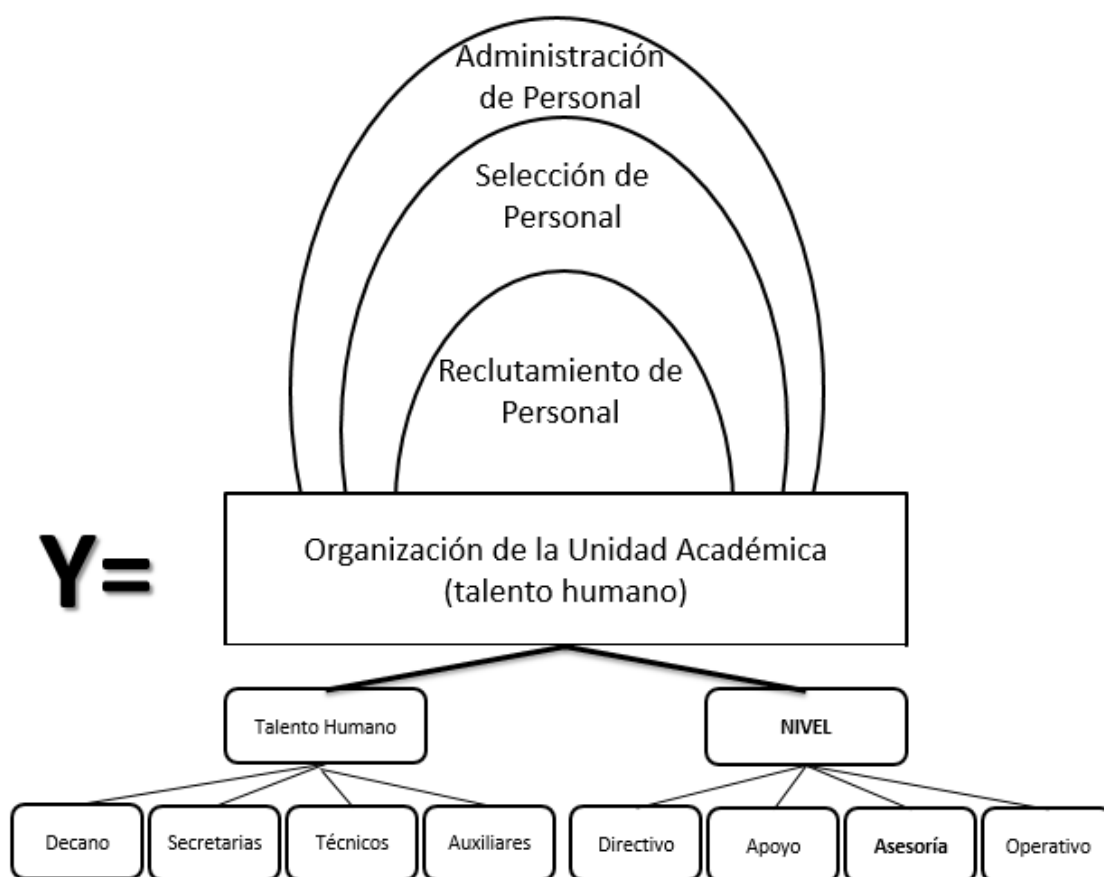 Administración
de Personal
Selección de
Personal
Reclutamiento de
Personal
Y=
Organización de la Unidad Académica
(talento humano)
Talento Humano
NIVEL
Decano
Secretarias
Técnicos
Auxiliares
Directivo
Apoyo
Asesoría
Operativo